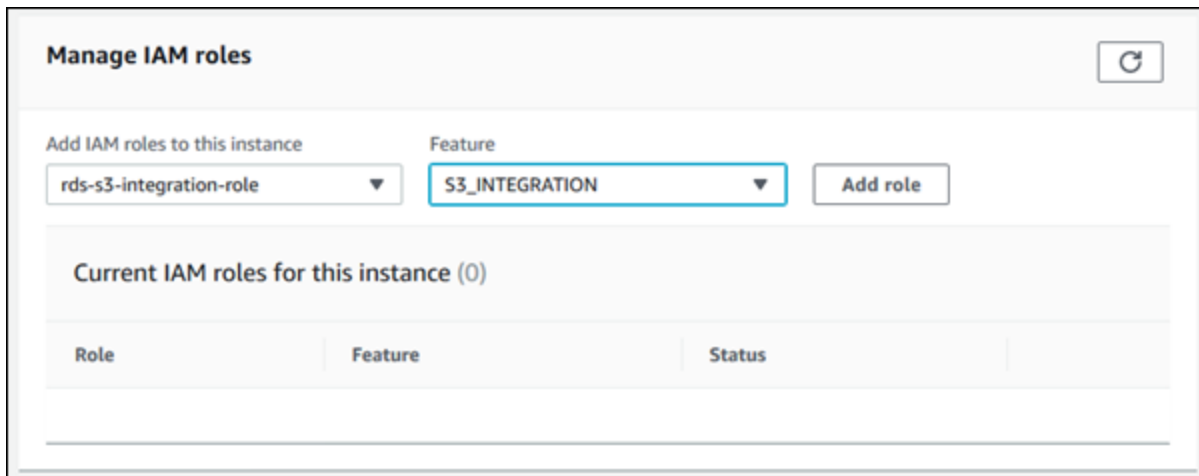 Manage IAM roles
Add IAM roles to this instance Feature
rds-s3-integration-role S3_INTEGRATION Add role
Current IAM roles for this instance (0)
Role Feature Status